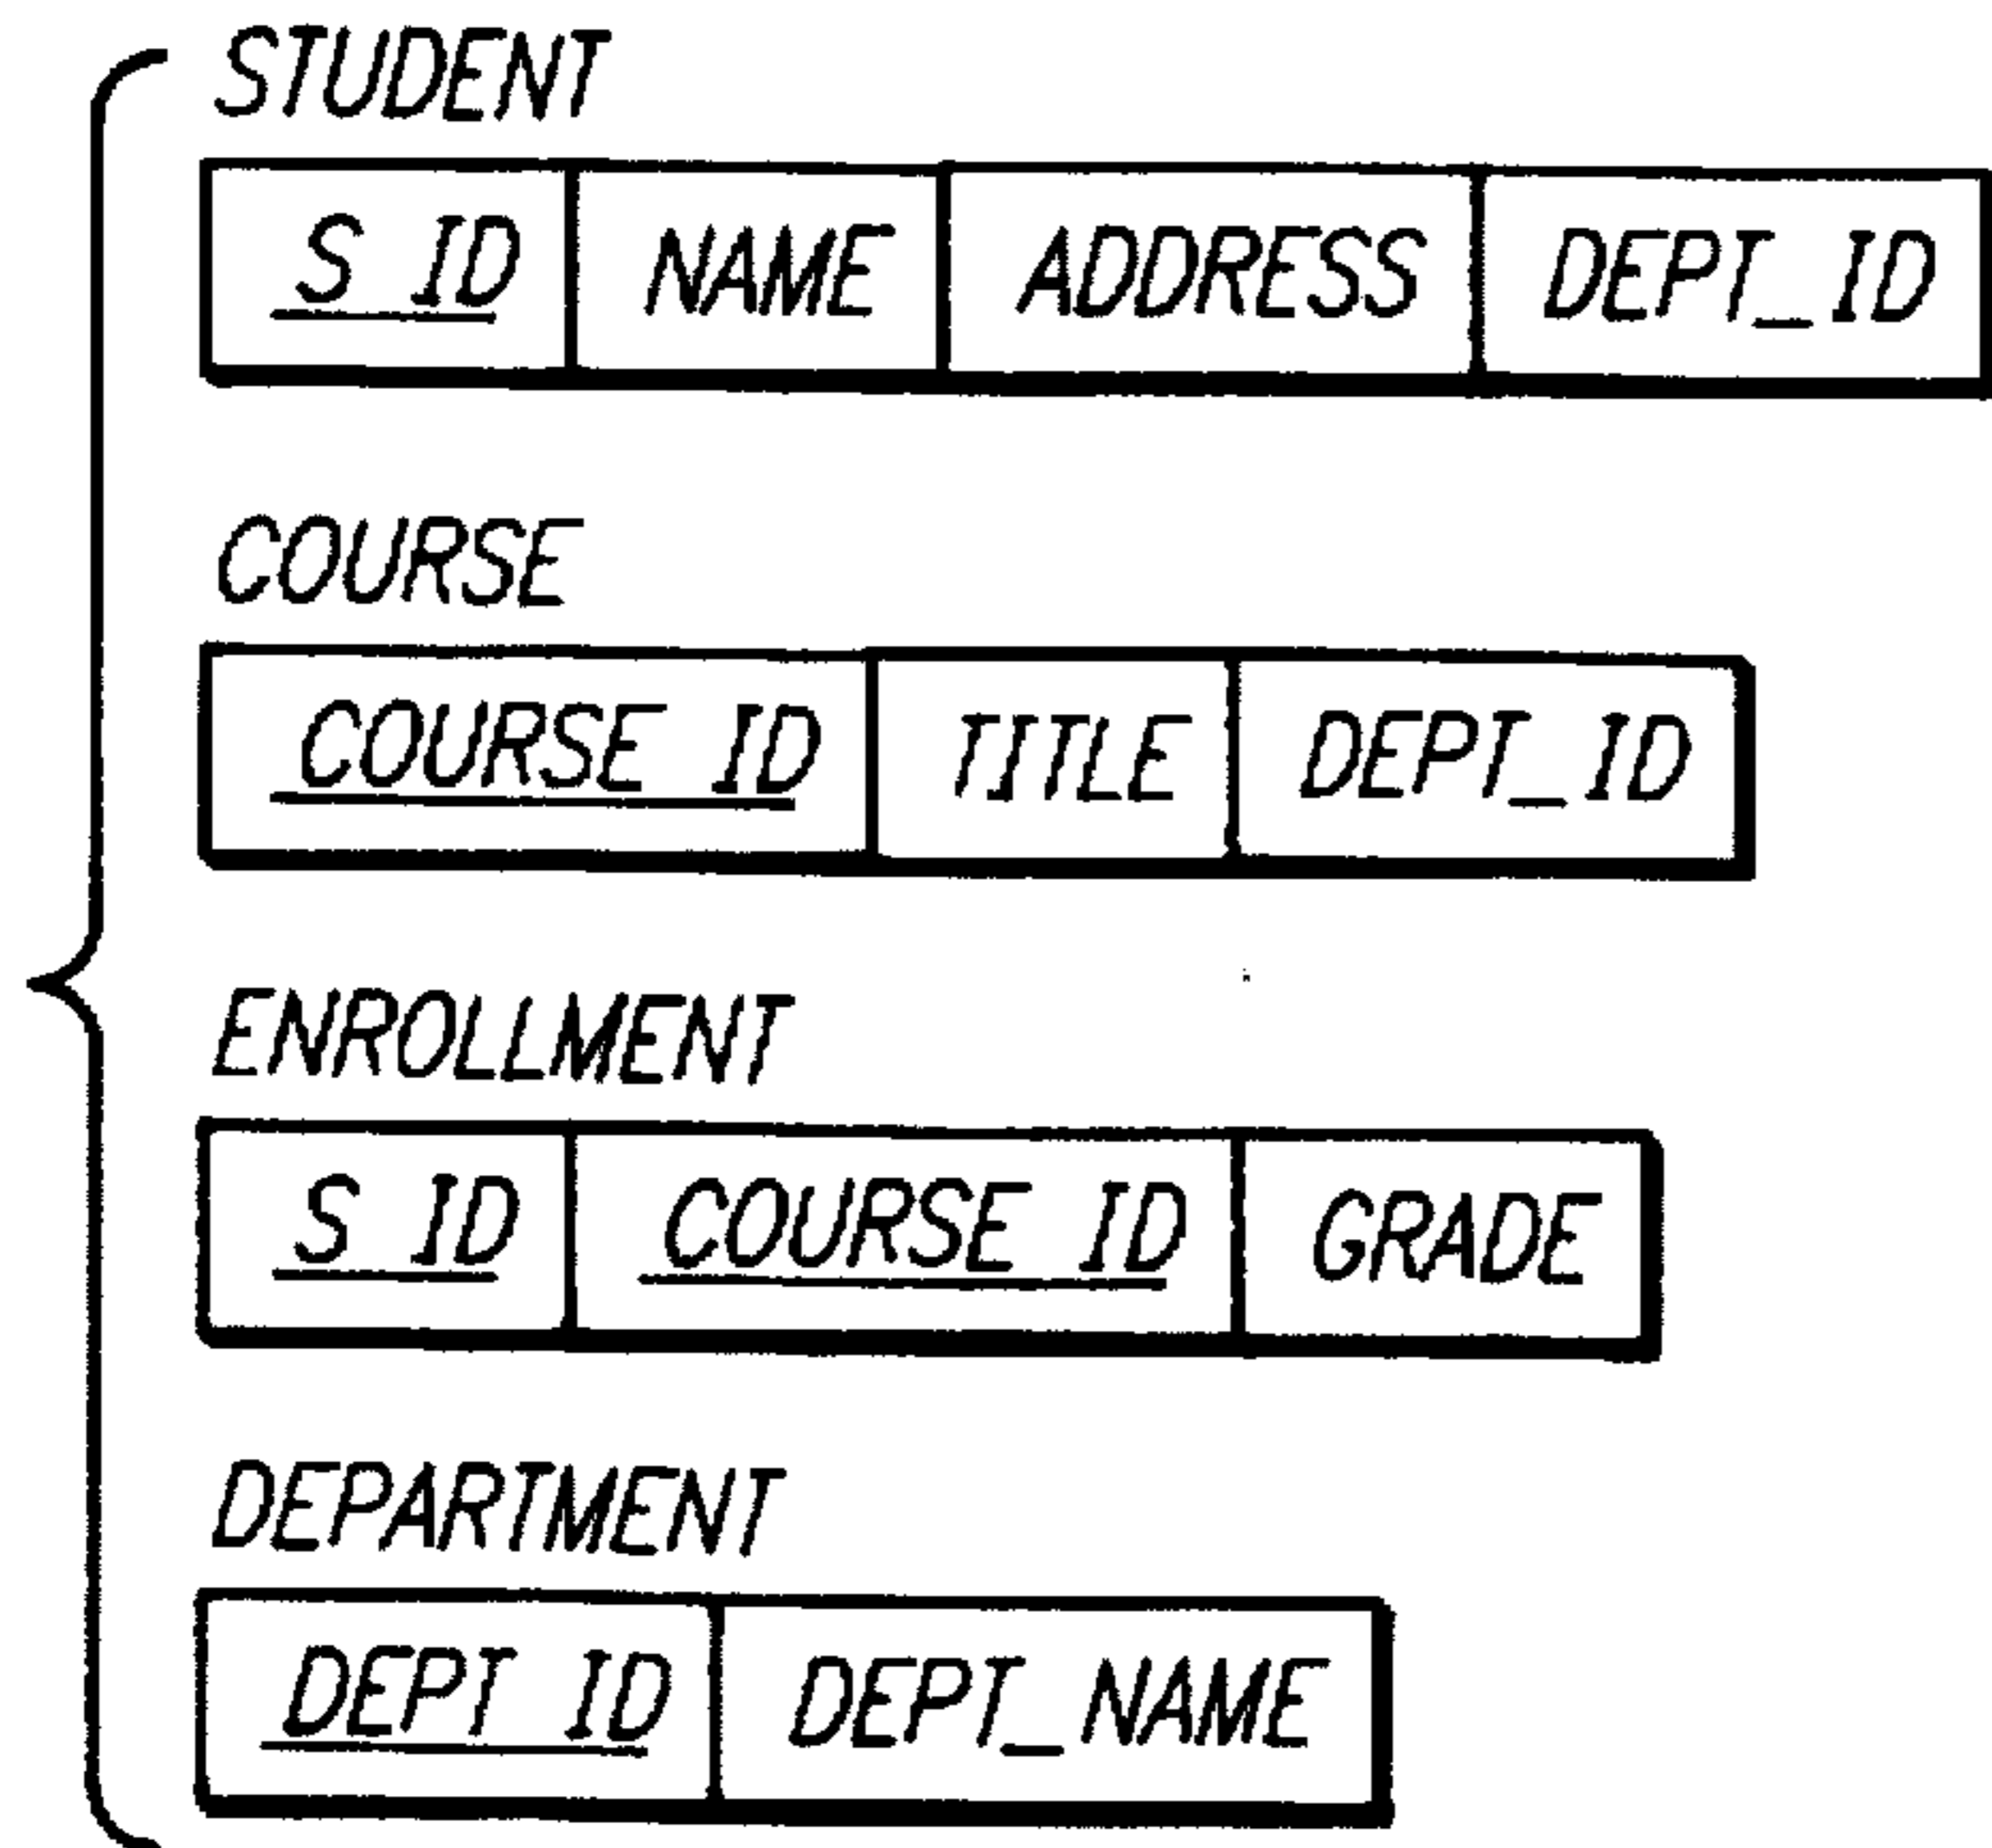 STUDENT
S ID NAME ADDRESS DEPT_ID
COURSE
COURSE ID TITLE DEPT_ID
ENROLLMENT
S ID COURSE ID GRADE
DEPARTMENT
DEPT ID DEPT_NAME